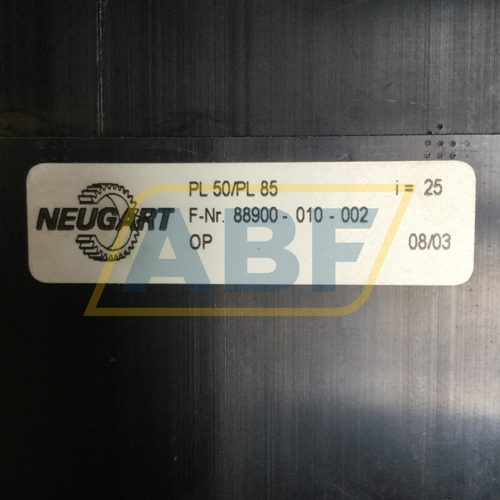 PL 50/PL 85 i = 25
NEUGART F-Nr. 88900 - 010 - 002
OP 08/03
ABF